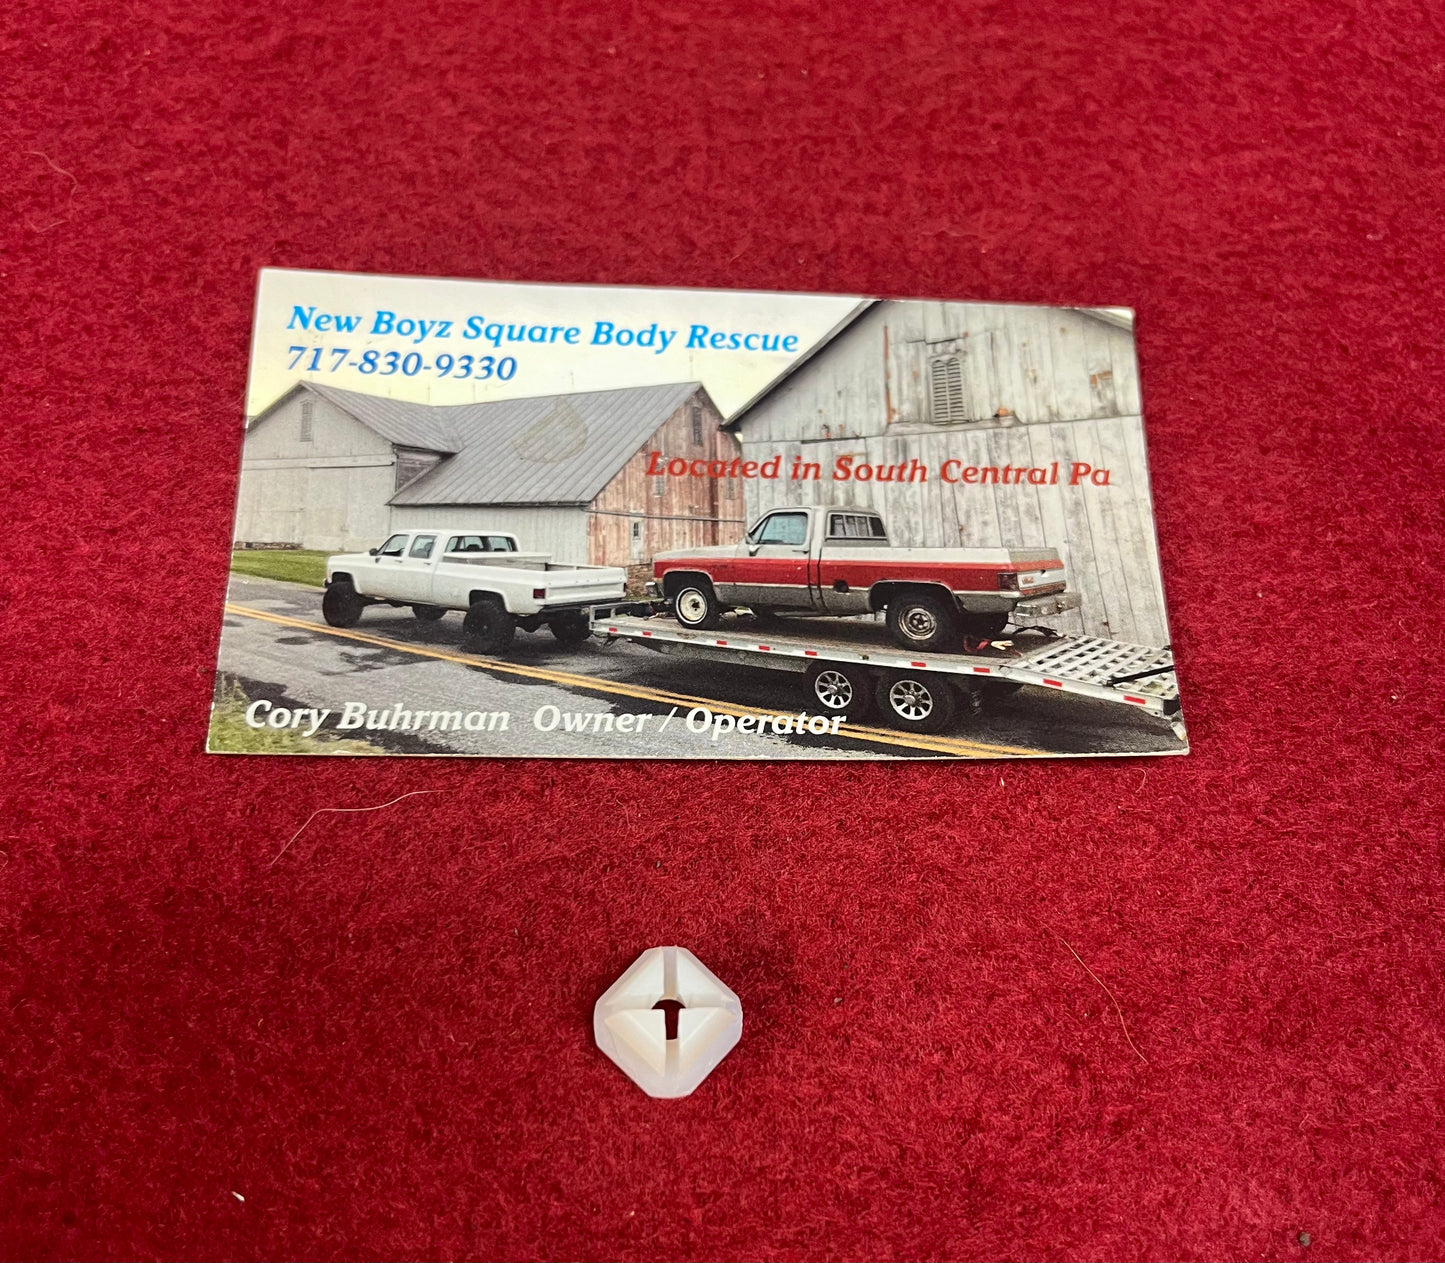 New Boyz Square Body Rescue
717-830-9330
Located in South Central Pa
Cory Buhrman Owner / Operator